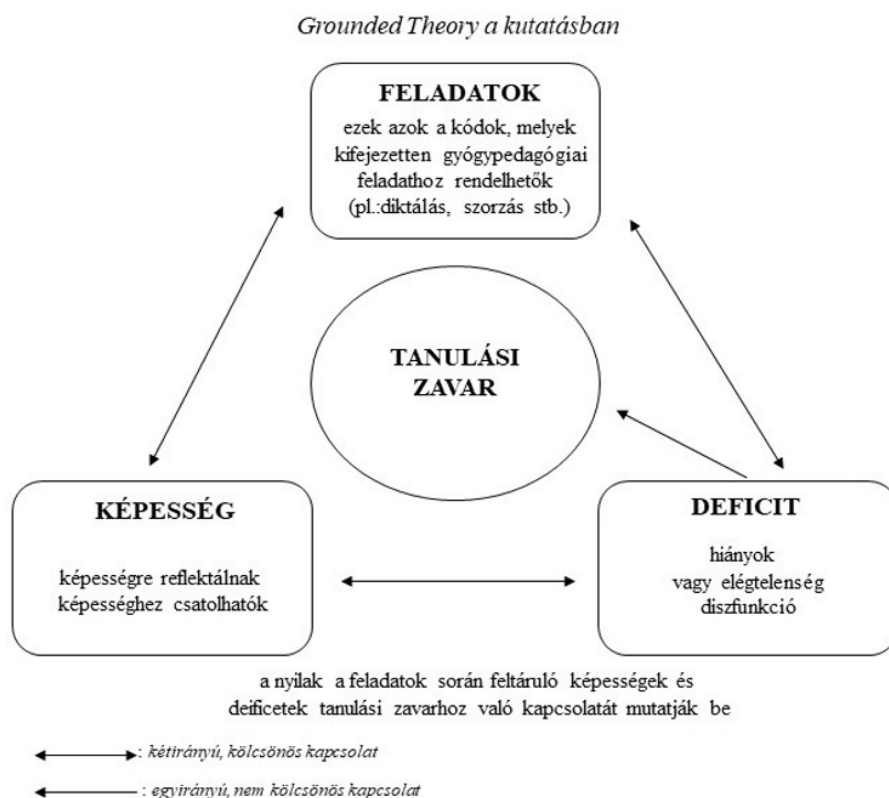 Grounded Theory a kutatásban
FELADATOK
ezek azok a kódok, melyek
kifejezetten gyógypedagógiai
feladathoz rendelhetők
(pl.:diktálás, szorzás stb.)
TANULÁSI
ZAVAR
KÉPESSÉG
képességre reflektálnak
képességhez csatolhatók
DEFICIT
hiányok
vagy elégtelenség
diszfunkció
a nyilak a feladatok során feltáruló képességek és
deificetek tanulási zavarhoz való kapcsolatát mutatják be
: kétirányú, kölcsönös kapcsolat
: egyirányú, nem kölcsönös kapcsolat